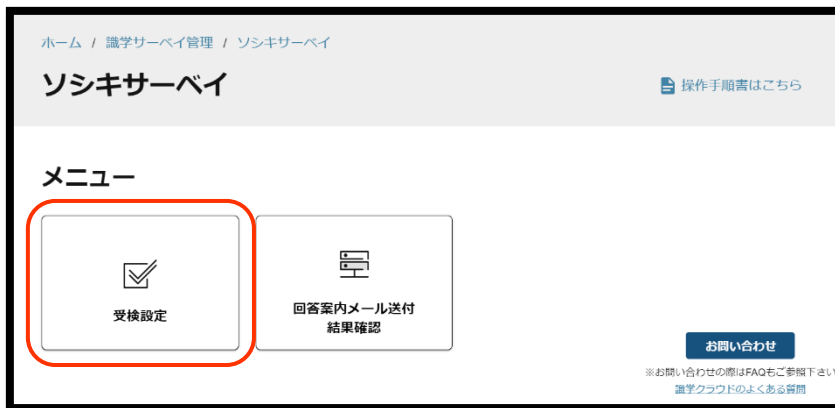 ホーム / 識学サーベイ管理 / ソシキサーベイ
ソシキサーベイ
操作手順書はこちら
メニュー
受検設定
回答案内メール送付
結果確認
お問い合わせ
※お問い合わせの際はFAQもご参照下さい
識学クラウドのよくある質問